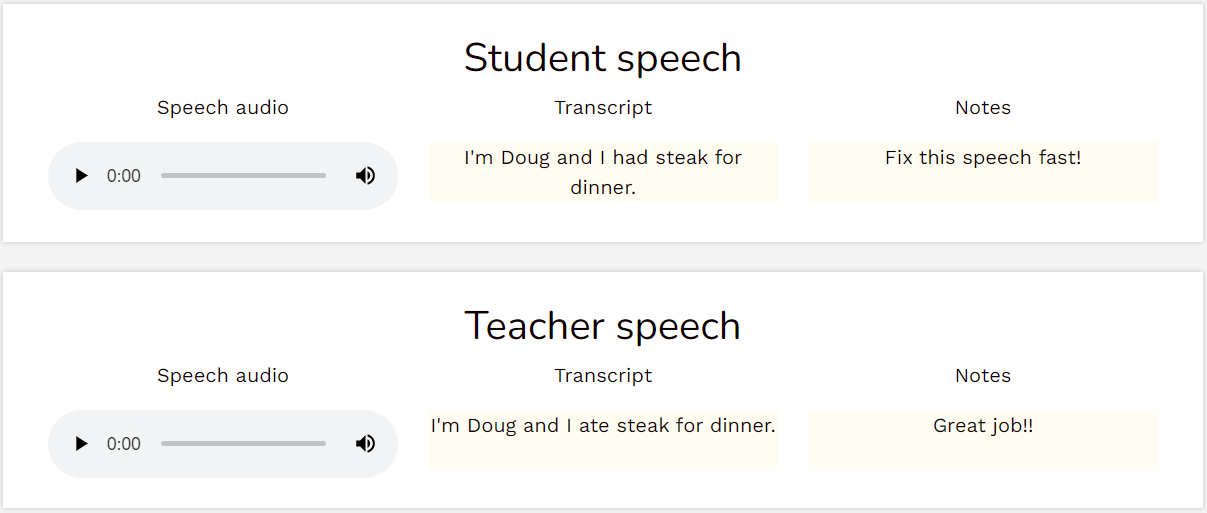 Student speech
Speech audio
Transcript
Notes
0:00
I'm Doug and I had steak for
dinner.
Fix this speech fast!
Teacher speech
Speech audio
Transcript
Notes
0:00
I'm Doug and I ate steak for dinner.
Great job!!